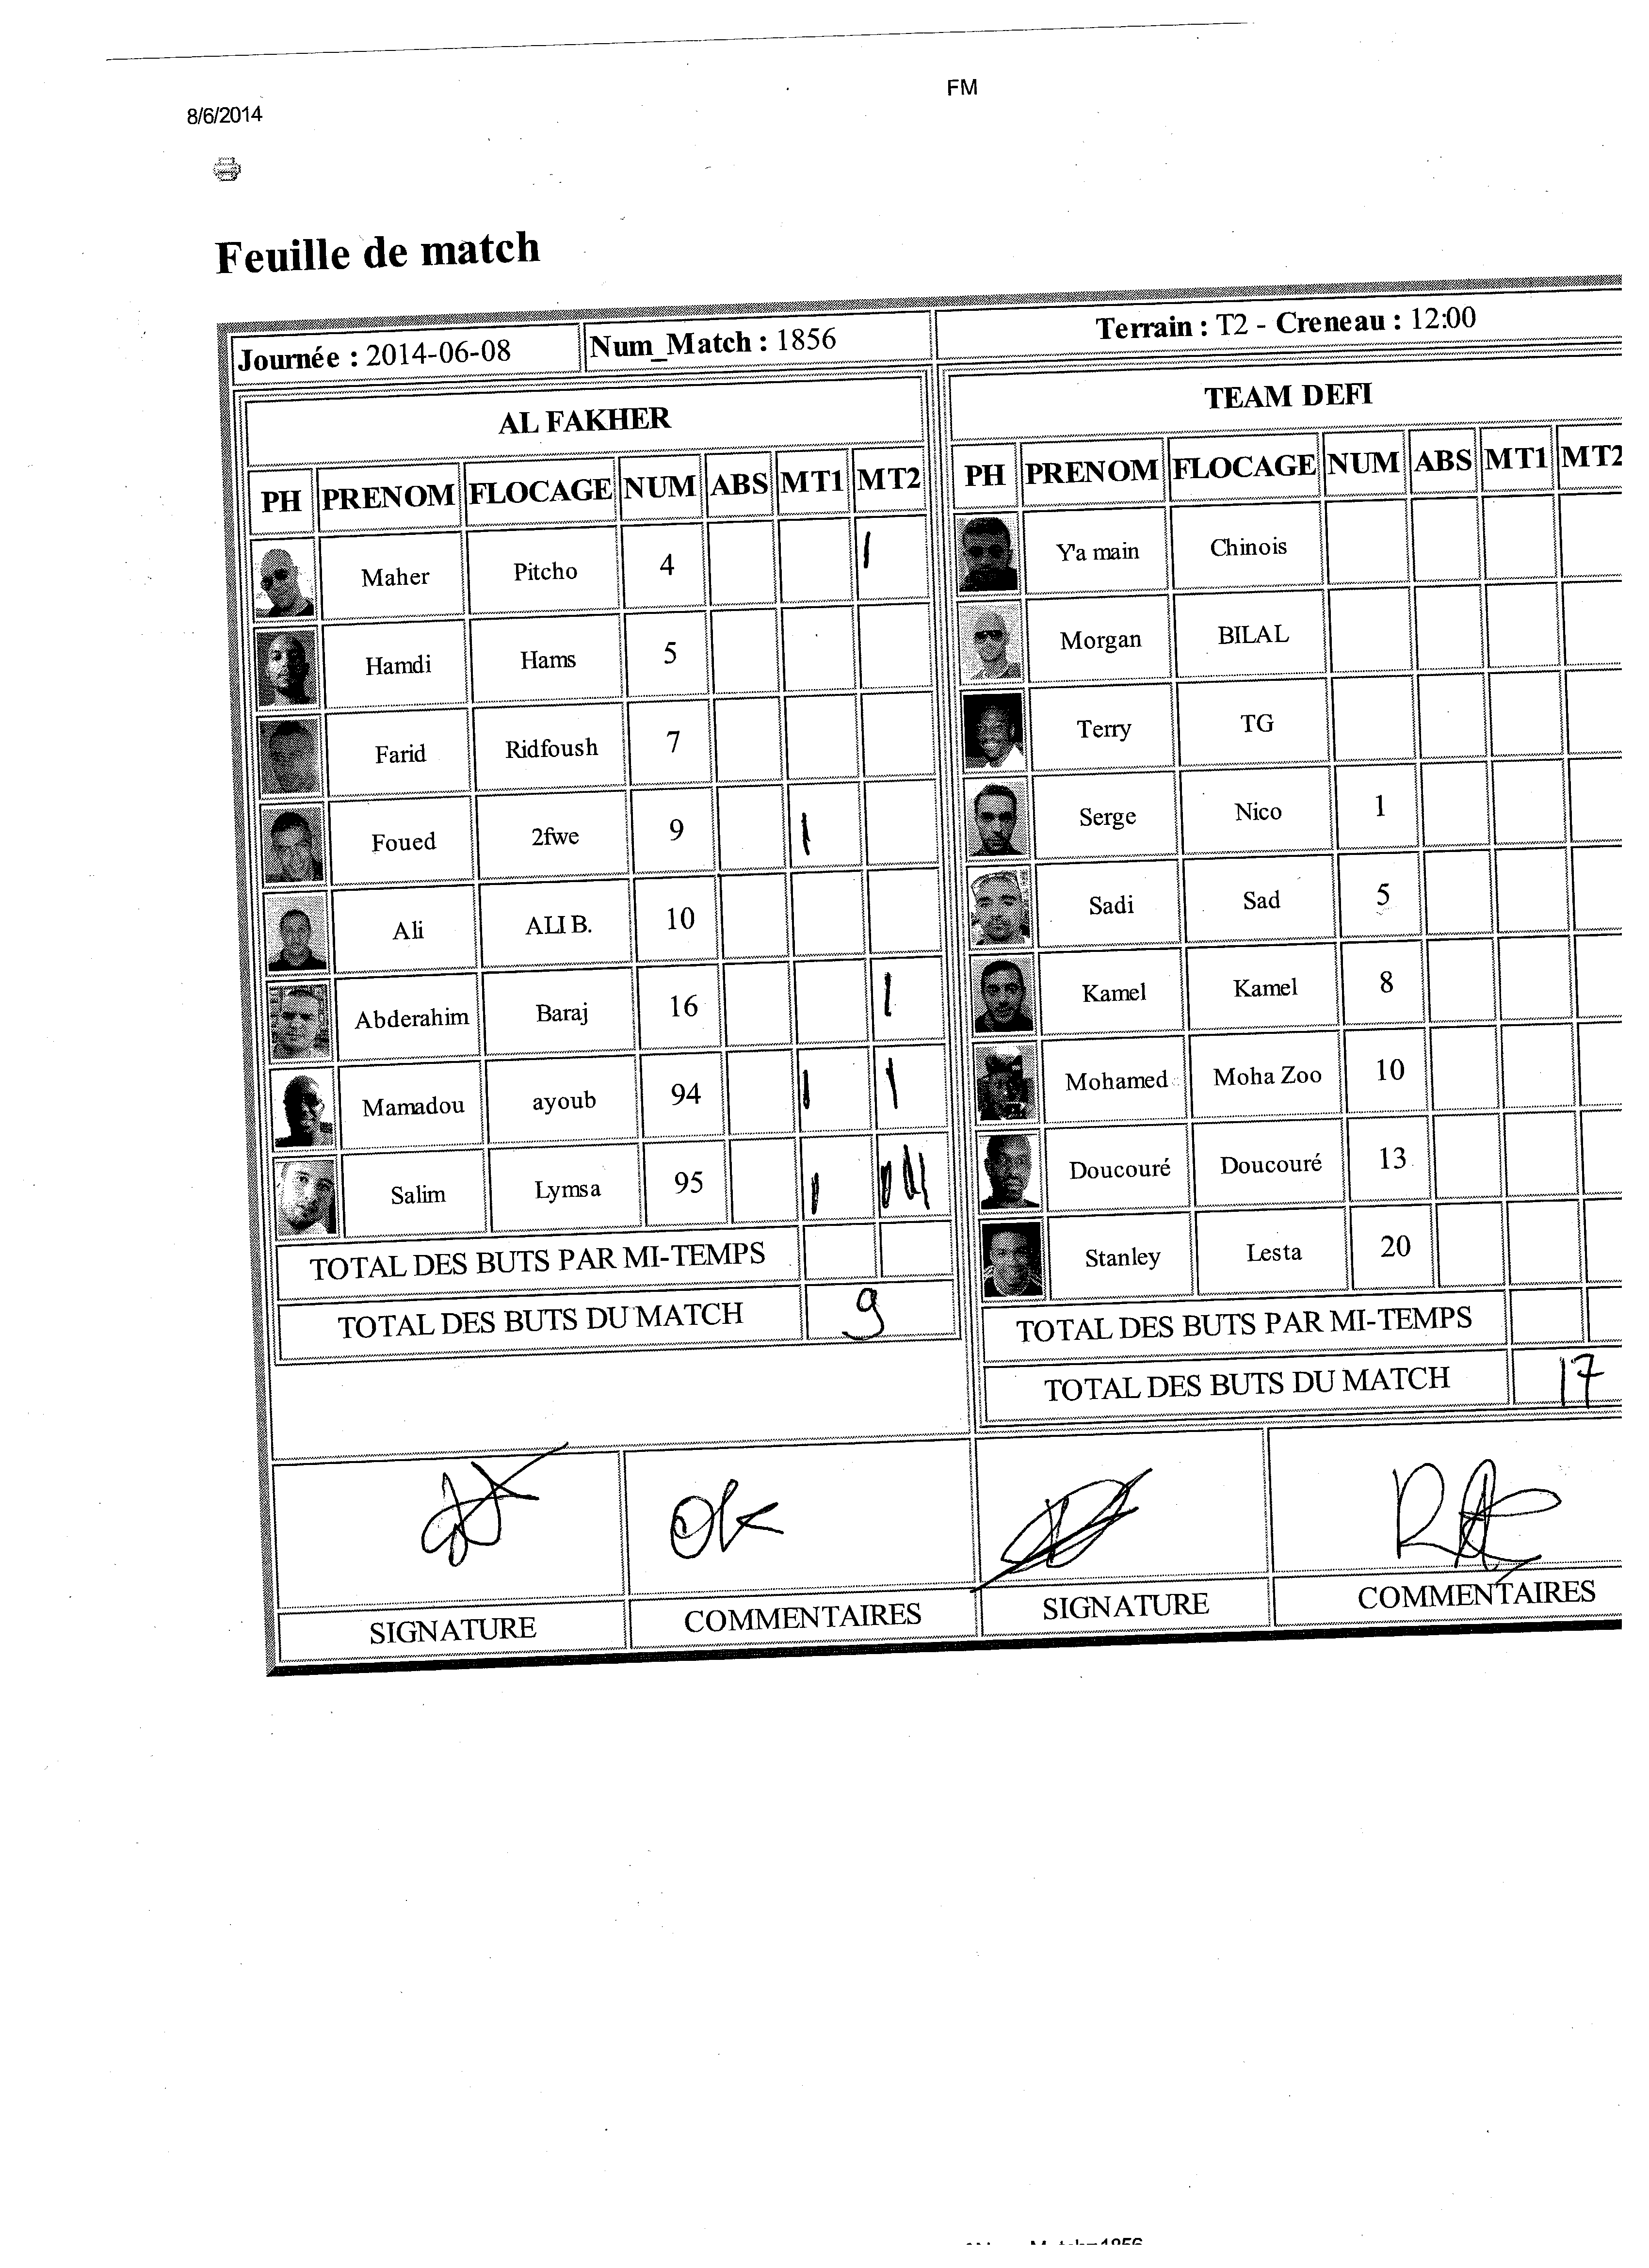 FM
8/6/2014
Feuille de match
Journée : 2014-06-08 Num_Match : 1856 Terrain : T2 - Creneau : 12:00
AL FAKHER
PH PRENOM FLOCAGE NUM ABS MT1 MT2
Maher Pitcho 4
Hamdi Hams 5
Farid Ridfoush 7
Foued 2fwe 9
Ali ALI B. 10
Abderahim Baraj 16
Mamadou ayoub 94
Salim Lymsa 95
TOTAL DES BUTS PAR MI-TEMPS
TOTAL DES BUTS DU MATCH 9
TEAM DEFI
PH PRENOM FLOCAGE NUM ABS MT1 MT2
Y'a main Chinois
Morgan BILAL
Terry TG
Serge Nico 1
Sadi Sad 5
Kamel Kamel 8
Mohamed Moha Zoo 10
Doucouré Doucouré 13
Stanley Lesta 20
TOTAL DES BUTS PAR MI-TEMPS
TOTAL DES BUTS DU MATCH 17
OK
SIGNATURE COMMENTAIRES SIGNATURE COMMENTAIRES